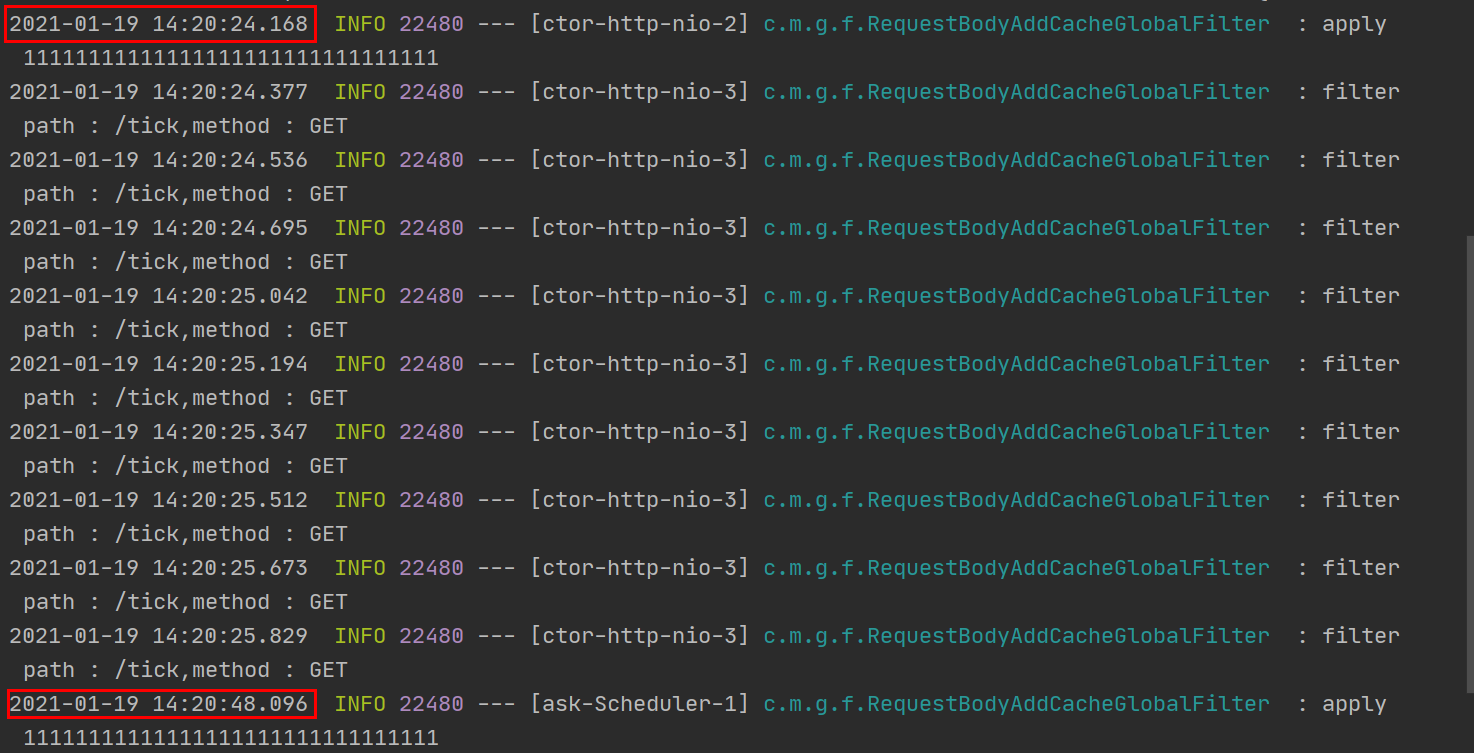 2021-01-19 14:20:24.168  INFO 22480 --- [ctor-http-nio-2] c.m.g.f.RequestBodyAddCacheGlobalFilter  : apply
11111111111111111111111111111111
2021-01-19 14:20:24.377  INFO 22480 --- [ctor-http-nio-3] c.m.g.f.RequestBodyAddCacheGlobalFilter  : filter
path : /tick,method : GET
2021-01-19 14:20:24.536  INFO 22480 --- [ctor-http-nio-3] c.m.g.f.RequestBodyAddCacheGlobalFilter  : filter
path : /tick,method : GET
2021-01-19 14:20:24.695  INFO 22480 --- [ctor-http-nio-3] c.m.g.f.RequestBodyAddCacheGlobalFilter  : filter
path : /tick,method : GET
2021-01-19 14:20:25.042  INFO 22480 --- [ctor-http-nio-3] c.m.g.f.RequestBodyAddCacheGlobalFilter  : filter
path : /tick,method : GET
2021-01-19 14:20:25.194  INFO 22480 --- [ctor-http-nio-3] c.m.g.f.RequestBodyAddCacheGlobalFilter  : filter
path : /tick,method : GET
2021-01-19 14:20:25.347  INFO 22480 --- [ctor-http-nio-3] c.m.g.f.RequestBodyAddCacheGlobalFilter  : filter
path : /tick,method : GET
2021-01-19 14:20:25.512  INFO 22480 --- [ctor-http-nio-3] c.m.g.f.RequestBodyAddCacheGlobalFilter  : filter
path : /tick,method : GET
2021-01-19 14:20:25.673  INFO 22480 --- [ctor-http-nio-3] c.m.g.f.RequestBodyAddCacheGlobalFilter  : filter
path : /tick,method : GET
2021-01-19 14:20:25.829  INFO 22480 --- [ctor-http-nio-3] c.m.g.f.RequestBodyAddCacheGlobalFilter  : filter
path : /tick,method : GET
2021-01-19 14:20:48.096  INFO 22480 --- [ask-Scheduler-1] c.m.g.f.RequestBodyAddCacheGlobalFilter  : apply
11111111111111111111111111111111